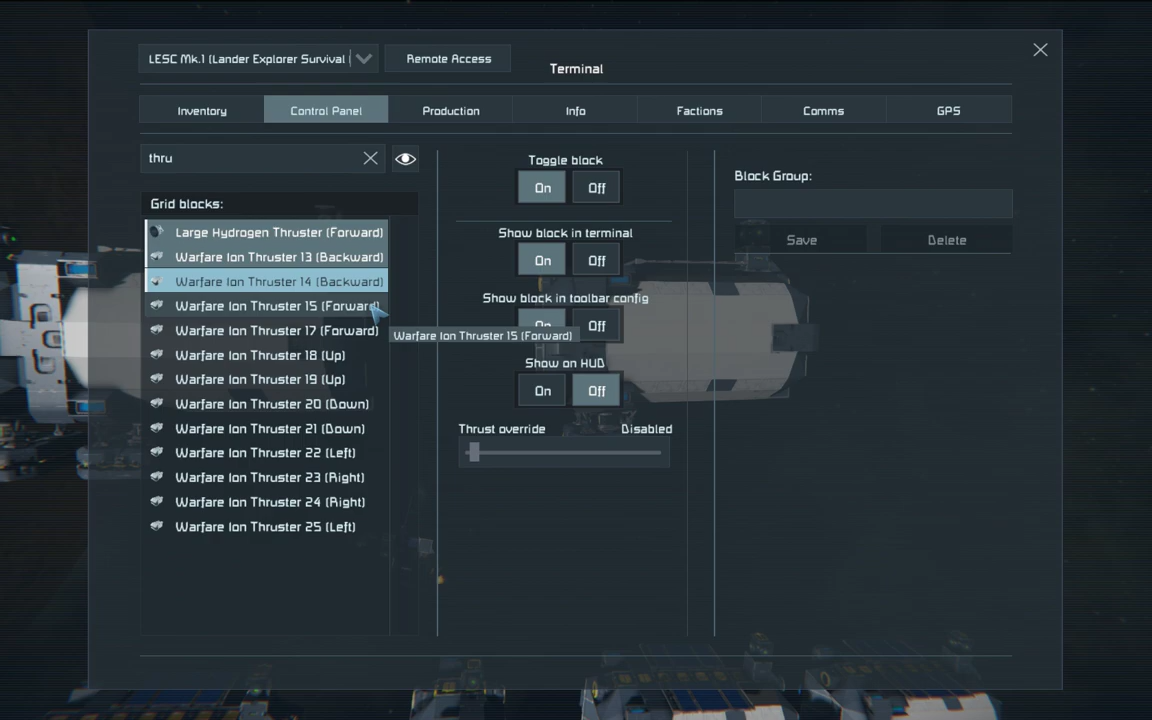 LESC Mk.1 (Lander Explorer Survival
Remote Access
Terminal
Inventory
Control Panel
Production
Info
Factions
Comms
GPS
thru
Grid blocks:
Large Hydrogen Thruster (Forward)
Warfare Ion Thruster 13 (Backward)
Warfare Ion Thruster 14 (Backward)
Warfare Ion Thruster 15 (Forward)
Warfare Ion Thruster 17 (Forward)
Warfare Ion Thruster 18 (Up)
Warfare Ion Thruster 19 (Up)
Warfare Ion Thruster 20 (Down)
Warfare Ion Thruster 21 (Down)
Warfare Ion Thruster 22 (Left)
Warfare Ion Thruster 23 (Right)
Warfare Ion Thruster 24 (Right)
Warfare Ion Thruster 25 (Left)
Warfare Ion Thruster 15 (Forward)
Toggle block
On Off
Show block in terminal
On Off
Show block in toolbar config
On Off
Show on HUD
On Off
Thrust override Disabled
Block Group:
Save Delete